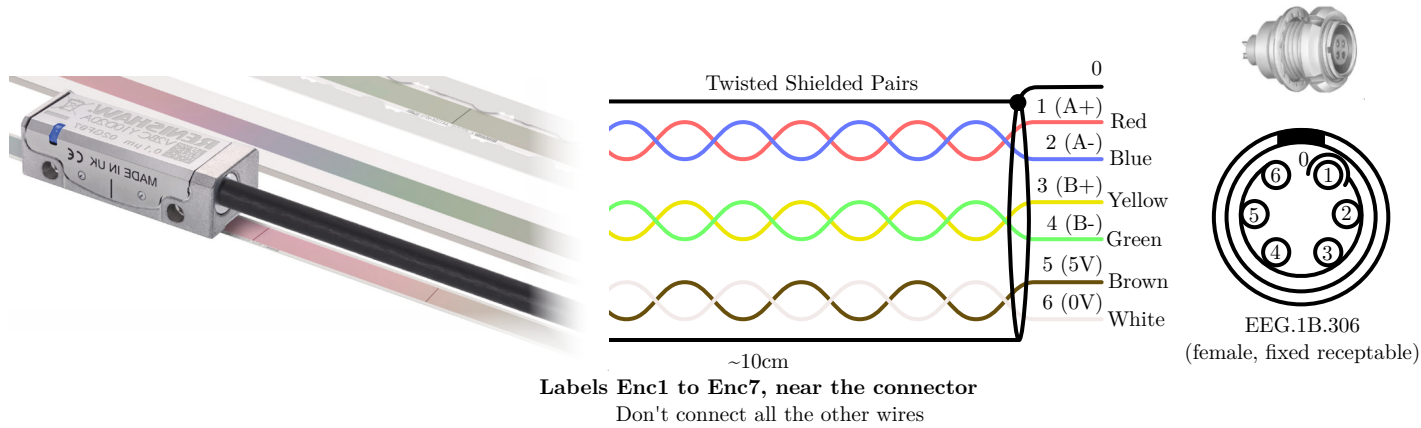 RENISHAW
MADE IN UK CE
Twisted Shielded Pairs
0
1 (A+)
Red
2 (A-)
Blue
3 (B+)
Yellow
4 (B-)
Green
5 (5V)
Brown
6 (0V)
White
~10cm
Labels Enc1 to Enc7, near the connector
Don't connect all the other wires
0
6
1
5
2
4
3
EEG.1B.306
(female, fixed receptable)